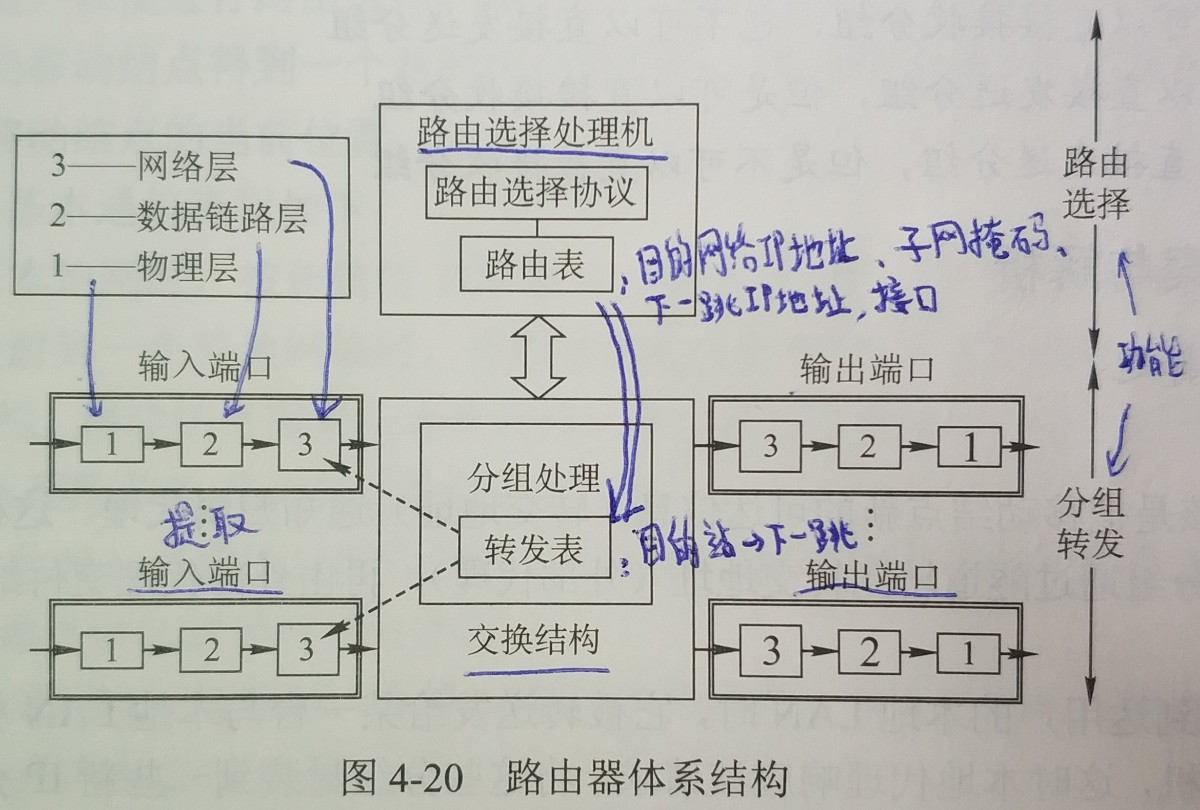 路由选择处理机
3——网络层
2——数据链路层
1——物理层
路由选择协议
路由表
：目的网络IP地址、子网掩码、
下一跳IP地址，接口
路由
选择
功能
输入端口
输出端口
1 2 3
3 2 1
分组处理
转发表
：目的站→下一跳
提取
分组
转发
输入端口
输出端口
1 2 3
交换结构
3 2 1
图 4-20 路由器体系结构